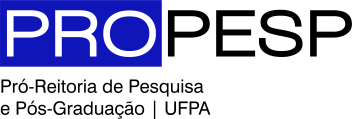 PROPESP
Pró-Reitoria de Pesquisa
e Pós-Graduação | UFPA